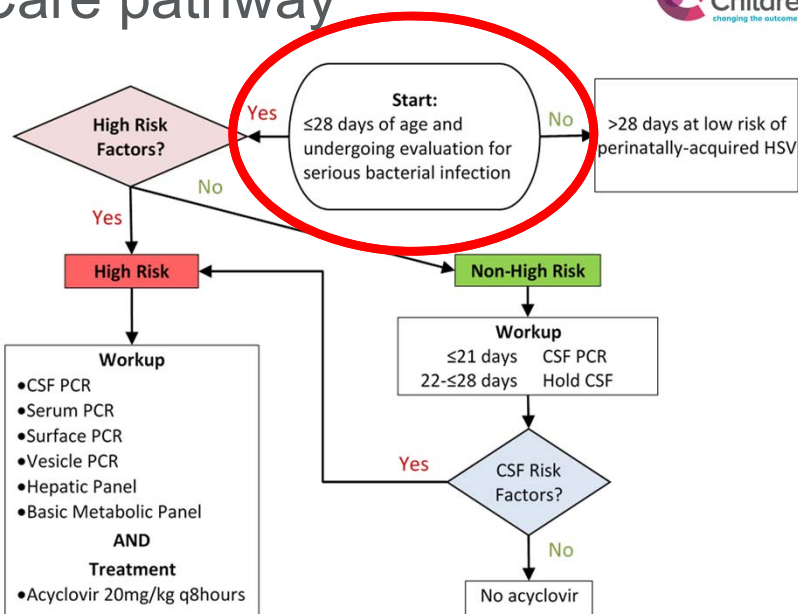 Care pathway
Children
changing the outcome
Start:
≤28 days of age and
undergoing evaluation for
serious bacterial infection
Yes
No
High Risk
Factors?
>28 days at low risk of
perinatally-acquired HSV
No
Yes
High Risk
Non-High Risk
Workup
•CSF PCR
•Serum PCR
•Surface PCR
•Vesicle PCR
•Hepatic Panel
•Basic Metabolic Panel
AND
Treatment
•Acyclovir 20mg/kg q8hours
Workup
≤21 days CSF PCR
22-≤28 days Hold CSF
Yes
CSF Risk
Factors?
No
No acyclovir